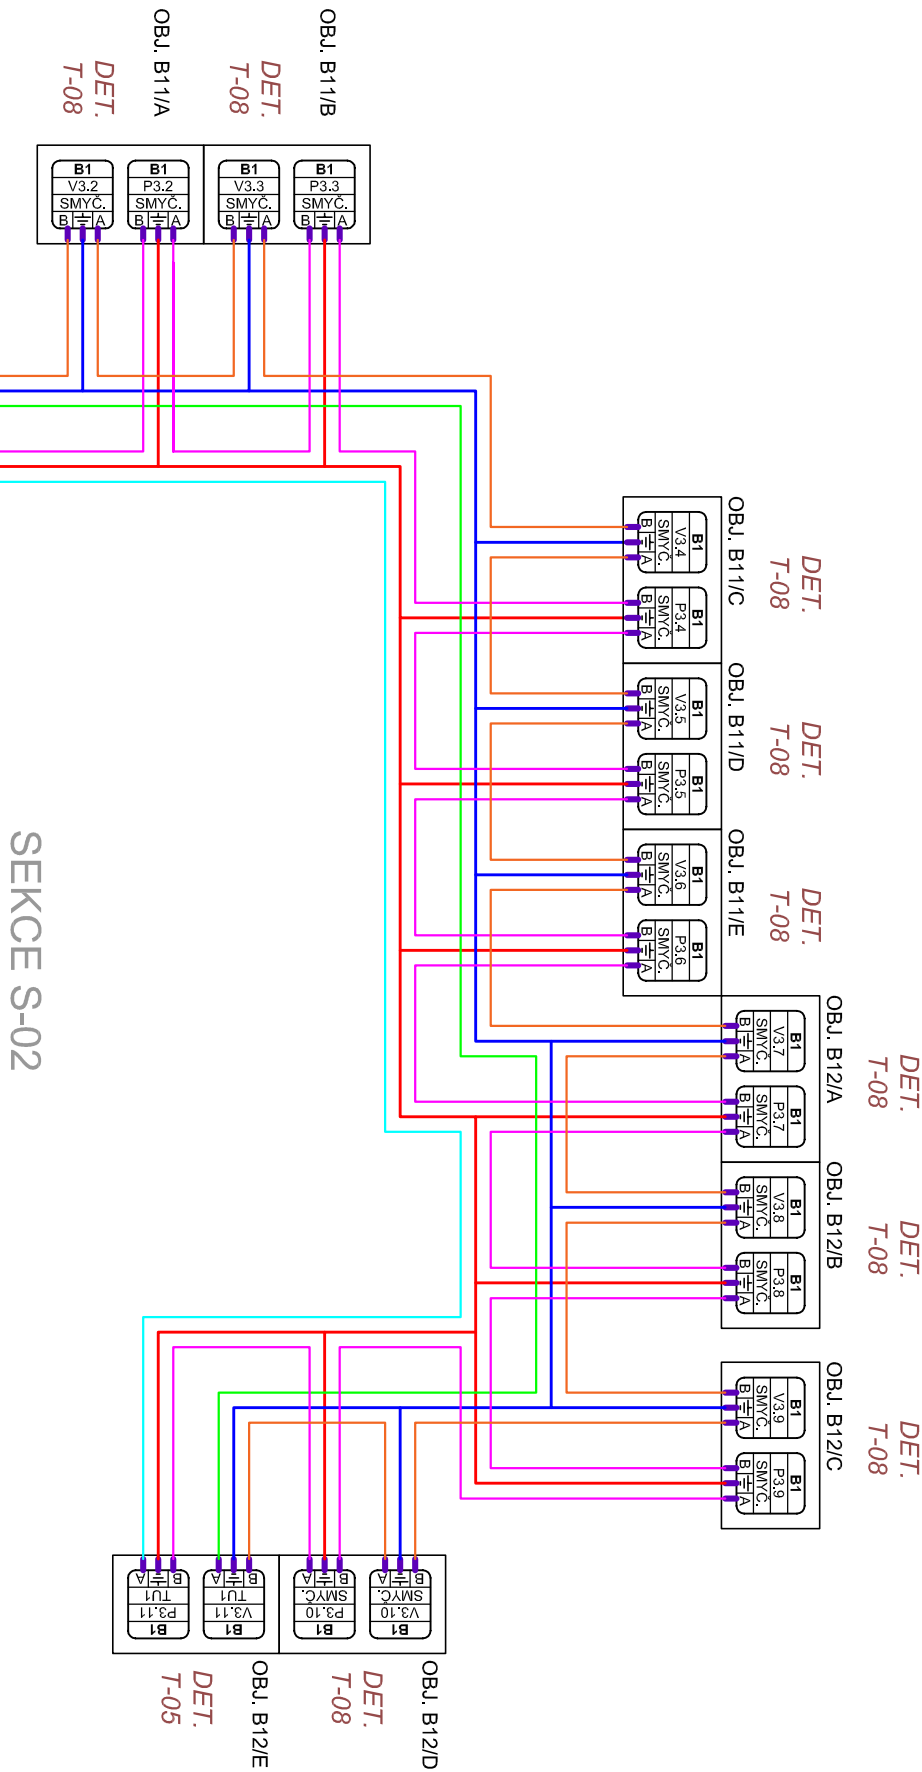 OBJ. B11/A
DET.
T-08
OBJ. B11/B
DET.
T-08
B1
V3.2
SMYČ.
B A
B1
P3.2
SMYČ.
B A
B1
V3.3
SMYČ.
B A
B1
P3.3
SMYČ.
B A
OBJ. B11/C
DET.
T-08
B1
V3.4
SMYČ.
B A
B1
P3.4
SMYČ.
B A
OBJ. B11/D
DET.
T-08
B1
V3.5
SMYČ.
B A
B1
P3.5
SMYČ.
B A
OBJ. B11/E
DET.
T-08
B1
V3.6
SMYČ.
B A
B1
P3.6
SMYČ.
B A
OBJ. B12/A
DET.
T-08
B1
V3.7
SMYČ.
B A
B1
P3.7
SMYČ.
B A
OBJ. B12/B
DET.
T-08
B1
V3.8
SMYČ.
B A
B1
P3.8
SMYČ.
B A
OBJ. B12/C
DET.
T-08
B1
V3.9
SMYČ.
B A
B1
P3.9
SMYČ.
B A
OBJ. B12/D
DET.
T-08
B1
V3.10
SMYČ.
B A
B1
P3.10
SMYČ.
B A
OBJ. B12/E
DET.
T-05
B1
V3.11
TU1
B A
B1
P3.11
TU1
B A
SEKCE S-02